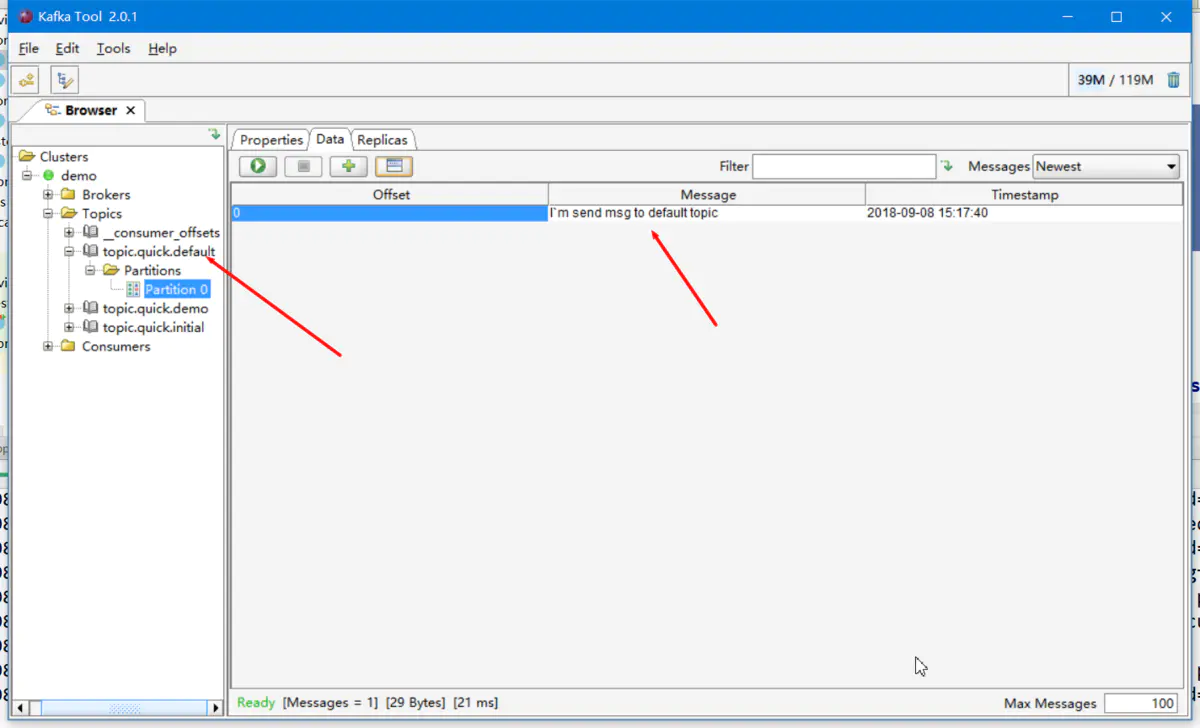 Kafka Tool 2.0.1
File Edit Tools Help
39M / 119M
Browser
Properties Data Replicas
Clusters
demo
Brokers
Topics
__consumer_offsets
topic.quick.default
Partitions
Partition 0
topic.quick.demo
topic.quick.initial
Consumers
Filter Messages Newest
Offset Message Timestamp
0 I`m send msg to default topic 2018-09-08 15:17:40
Ready [Messages = 1] [29 Bytes] [21 ms]
Max Messages 100